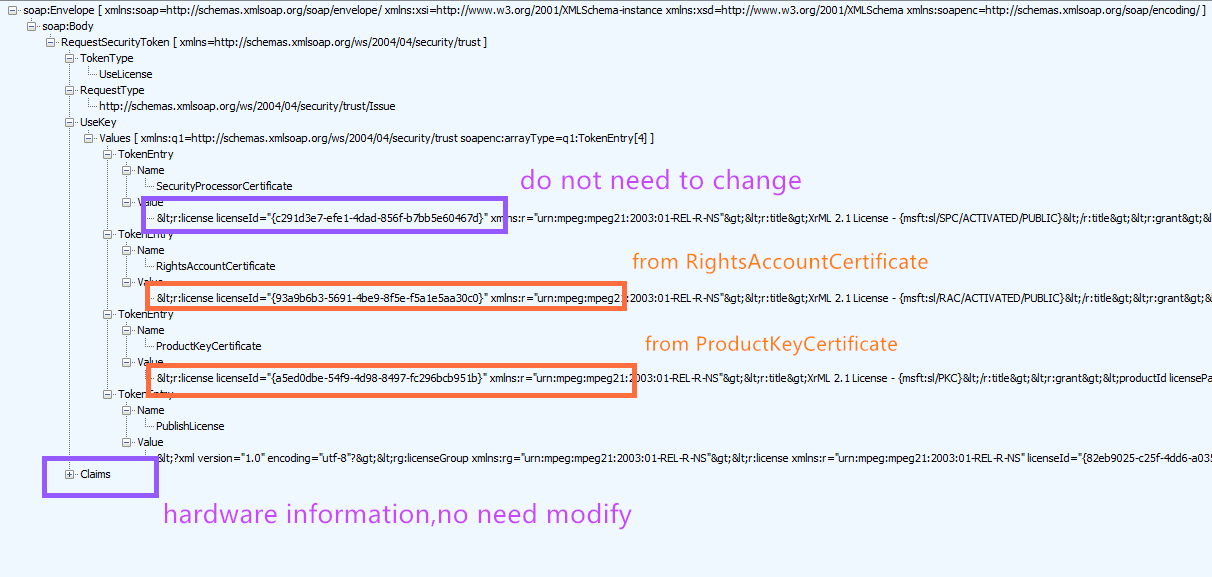 soap:Envelope [ xmlns:soap=http://schemas.xmlsoap.org/soap/envelope/ xmlns:xsi=http://www.w3.org/2001/XMLSchema-instance xmlns:xsd=http://www.w3.org/2001/XMLSchema xmlns:soapenc=http://schemas.xmlsoap.org/soap/encoding/ ]
soap:Body
RequestSecurityToken [ xmlns=http://schemas.xmlsoap.org/ws/2004/04/security/trust ]
TokenType
UseLicense
RequestType
http://schemas.xmlsoap.org/ws/2004/04/security/trust/Issue
UseKey
Values [ xmlns:q1=http://schemas.xmlsoap.org/ws/2004/04/security/trust soapenc:arrayType=q1:TokenEntry[4] ]
TokenEntry
Name
SecurityProcessorCertificate
do not need to change
Value
&lt;r:license licenseId="{c291d3e7-efe1-4dad-856f-b7bb5e60467d}" xmlns:r="urn:mpeg:mpeg21:2003:01-REL-R-NS"&gt;&lt;r:title&gt;XrML 2.1 License - {msft:sl/SPC/ACTIVATED/PUBLIC}&lt;/r:title&gt;&lt;r:grant&gt;&l
TokenEntry
Name
RightsAccountCertificate
from RightsAccountCertificate
Value
&lt;r:license licenseId="{93a9b6b3-5691-4be9-8f5e-f5a1e5aa30c0}" xmlns:r="urn:mpeg:mpeg21:2003:01-REL-R-NS"&gt;&lt;r:title&gt;XrML 2.1 License - {msft:sl/RAC/ACTIVATED/PUBLIC}&lt;/r:title&gt;&lt;r:grant&gt;&l
TokenEntry
Name
ProductKeyCertificate
from ProductKeyCertificate
Value
&lt;r:license licenseId="{a5ed0dbe-54f9-4d98-8497-fc296bcb951b}" xmlns:r="urn:mpeg:mpeg21:2003:01-REL-R-NS"&gt;&lt;r:title&gt;XrML 2.1 License - {msft:sl/PKC}&lt;/r:title&gt;&lt;r:grant&gt;&lt;productId licensePa
TokenEntry
Name
PublishLicense
Value
&lt;?xml version="1.0" encoding="utf-8"?&gt;&lt;rg:licenseGroup xmlns:rg="urn:mpeg:mpeg21:2003:01-REL-R-NS"&gt;&lt;r:license xmlns:r="urn:mpeg:mpeg21:2003:01-REL-R-NS" licenseId="{82eb9025-c25f-4dd6-a035
Claims
hardware information,no need modify